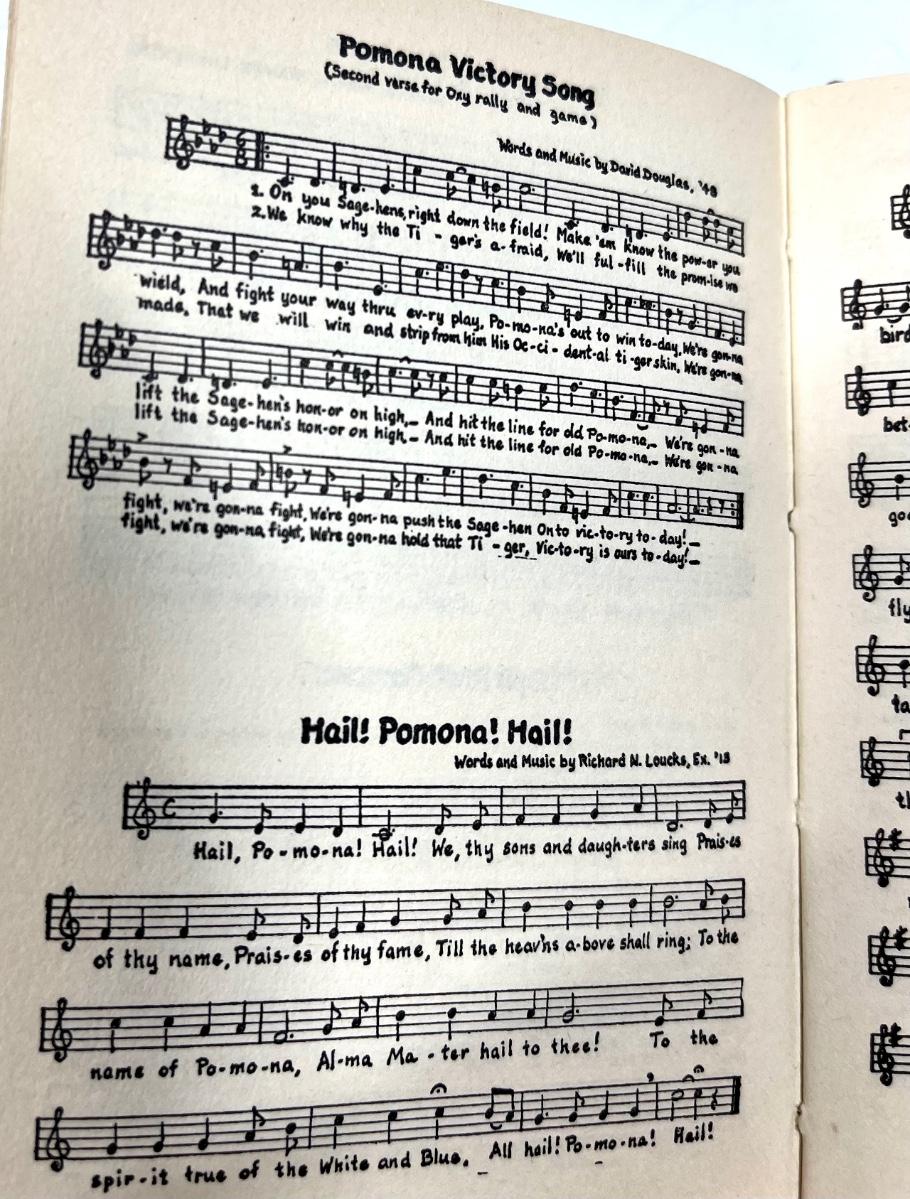 Pomona Victory Song
(Second verse for Oxy rally and game)
Words and Music by David Douglas, '48
1. On you Sage-hens, right down the field! Make 'em know the pow-er you
2. We know why the Ti - ger's a-fraid, We'll ful-fill the prom-ise we
wield, And fight your way thru ev-ry play, Po-mo-na's out to win to-day, We're gon-na
made, That we will win and strip from him His Oc-ci-dent-al ti-ger skin, We're gon-na
lift the Sage-hen's hon-or on high,_ And hit the line for old Po-mo-na,_ We're gon-na
lift the Sage-hen's hon-or on high_ And hit the line for old Po-mo-na,_ We're gon-na
fight, we're gon-na fight, We're gon-na push the Sage-hen Onto vic-to-ry to-day!_
fight, we're gon-na fight, We're gon-na hold that Ti - ger, Vic-to-ry is ours to-day!_
Hail! Pomona! Hail!
Words and Music by Richard N. Loucks, Ex. '13
Hail, Po-mo-na! Hail! We, thy sons and daugh-ters sing Prais-es
of thy name, Prais-es of thy fame, Till the heav'ns a-bove shall ring; To the
name of Po-mo-na, Al-ma Ma-ter hail to thee! To the
spir-it true of the White and Blue._ All hail! Po-mo-na! Hail!
bird
bet-
goo
fly
ta